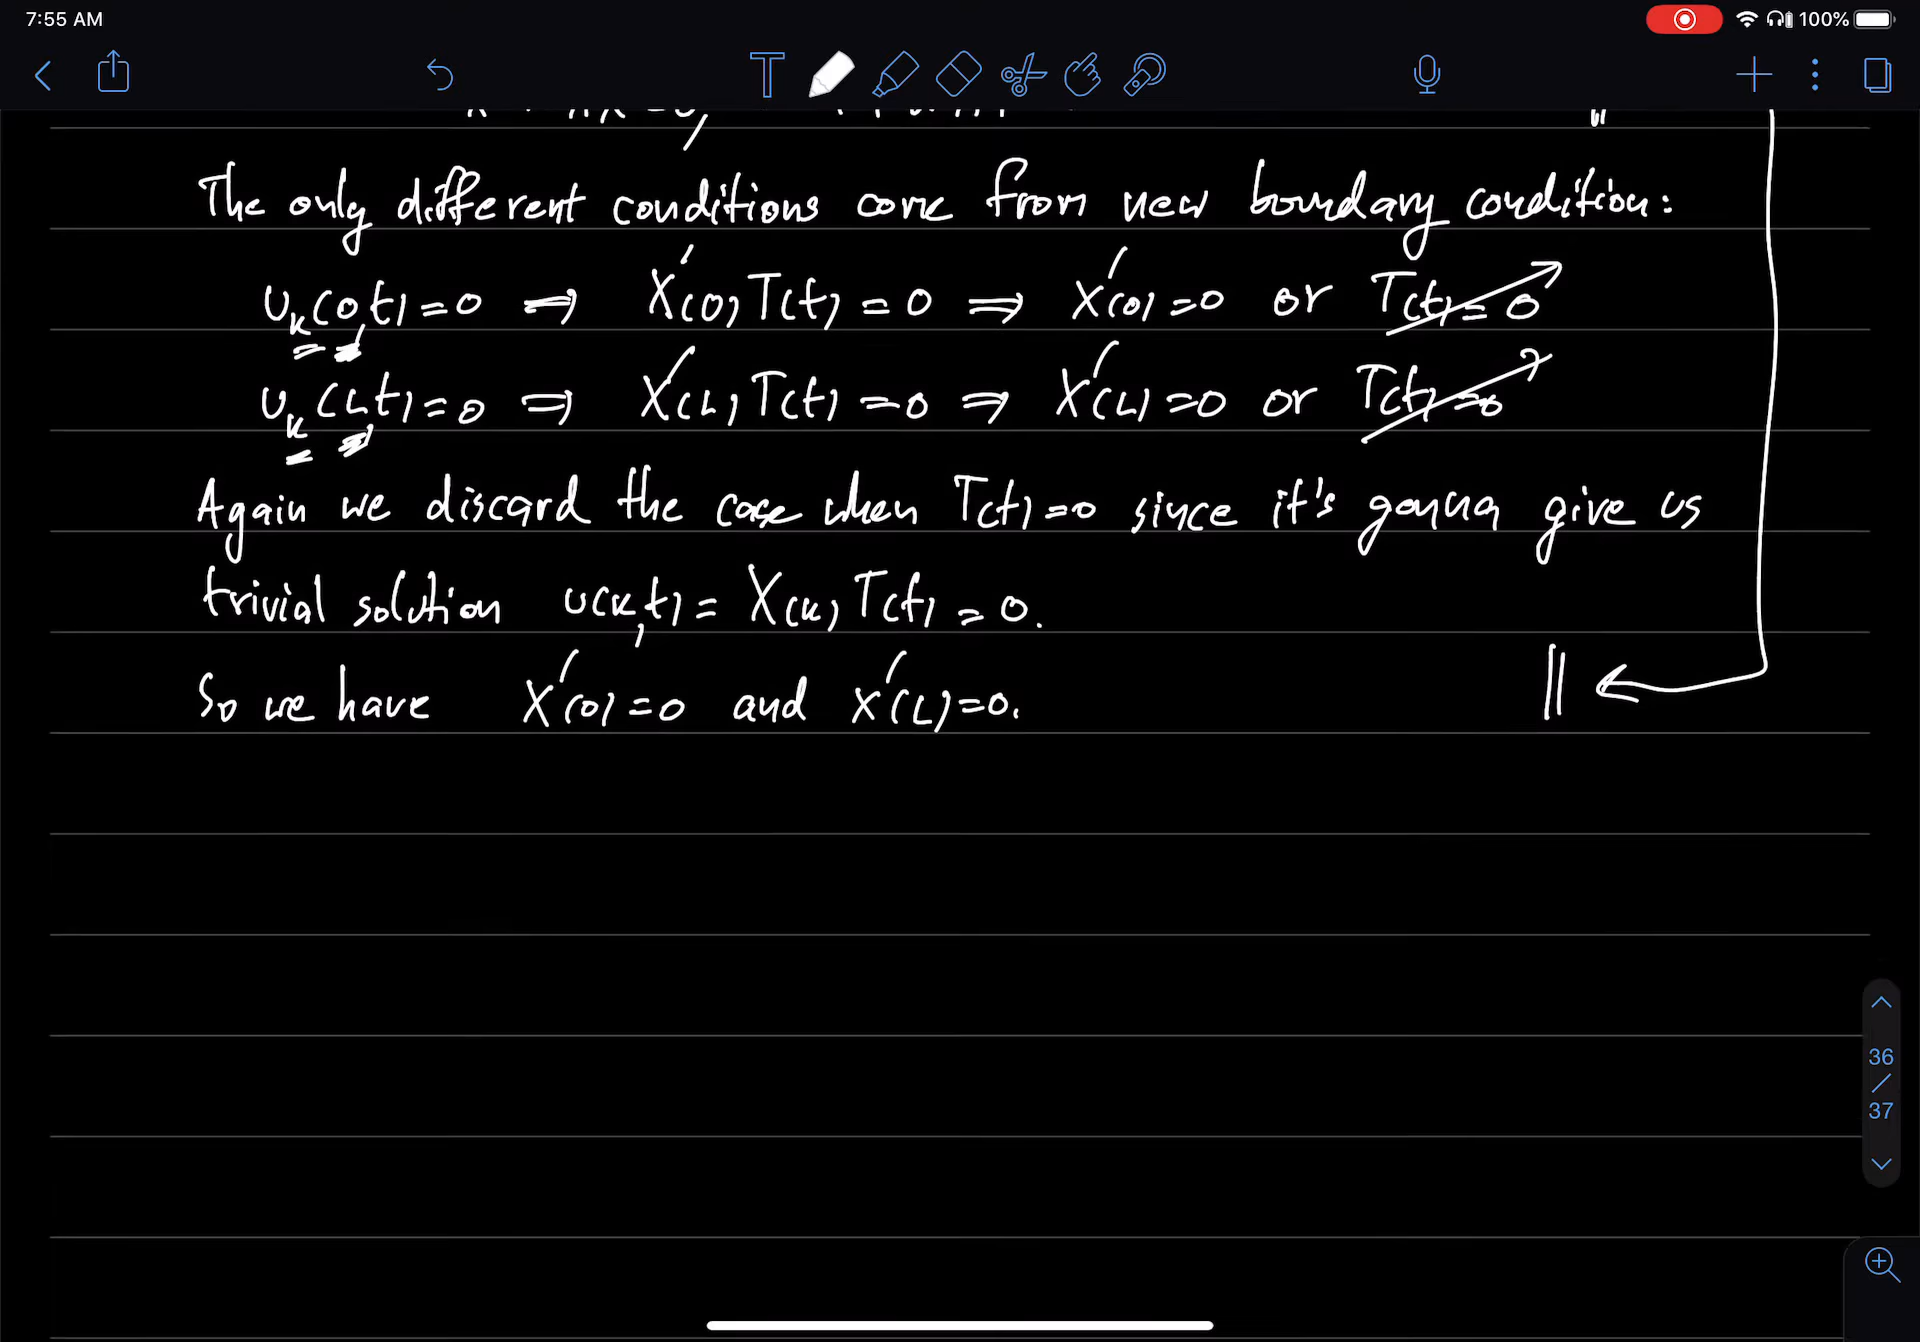 7:55 AM
100%
The only different conditions come from new boundary condition:
u_x(0,t)=0 ⇒ X'(0)T(t)=0 ⇒ X'(0)=0 or T(t)=0
u_x(L,t)=0 ⇒ X'(L)T(t)=0 ⇒ X'(L)=0 or T(t)=0
Again we discard the case when T(t)=0 since it's gonna give us
trivial solution u(x,t)= X(x)T(t)=0.
So we have X'(0)=0 and X'(L)=0.
36
/
37